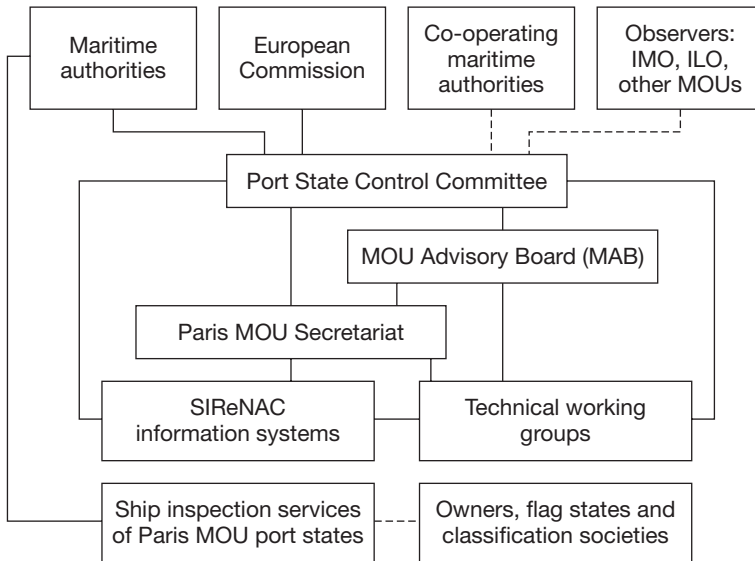 Maritime
authorities
European
Commission
Co-operating
maritime
authorities
Observers:
IMO, ILO,
other MOUs
Port State Control Committee
MOU Advisory Board (MAB)
Paris MOU Secretariat
SIReNAC
information systems
Technical working
groups
Ship inspection services
of Paris MOU port states
Owners, flag states and
classification societies